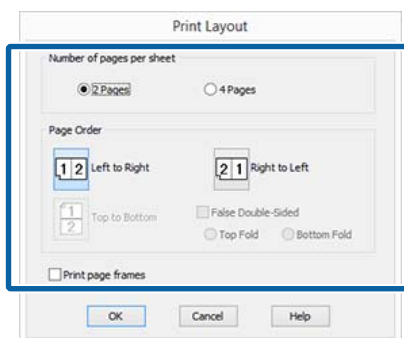 Print Layout
Number of pages per sheet
2 Pages
4 Pages
Page Order
1 2 Left to Right
2 1 Right to Left
1
2
Top to Bottom
False Double-Sided
Top Fold Bottom Fold
Print page frames
OK Cancel Help